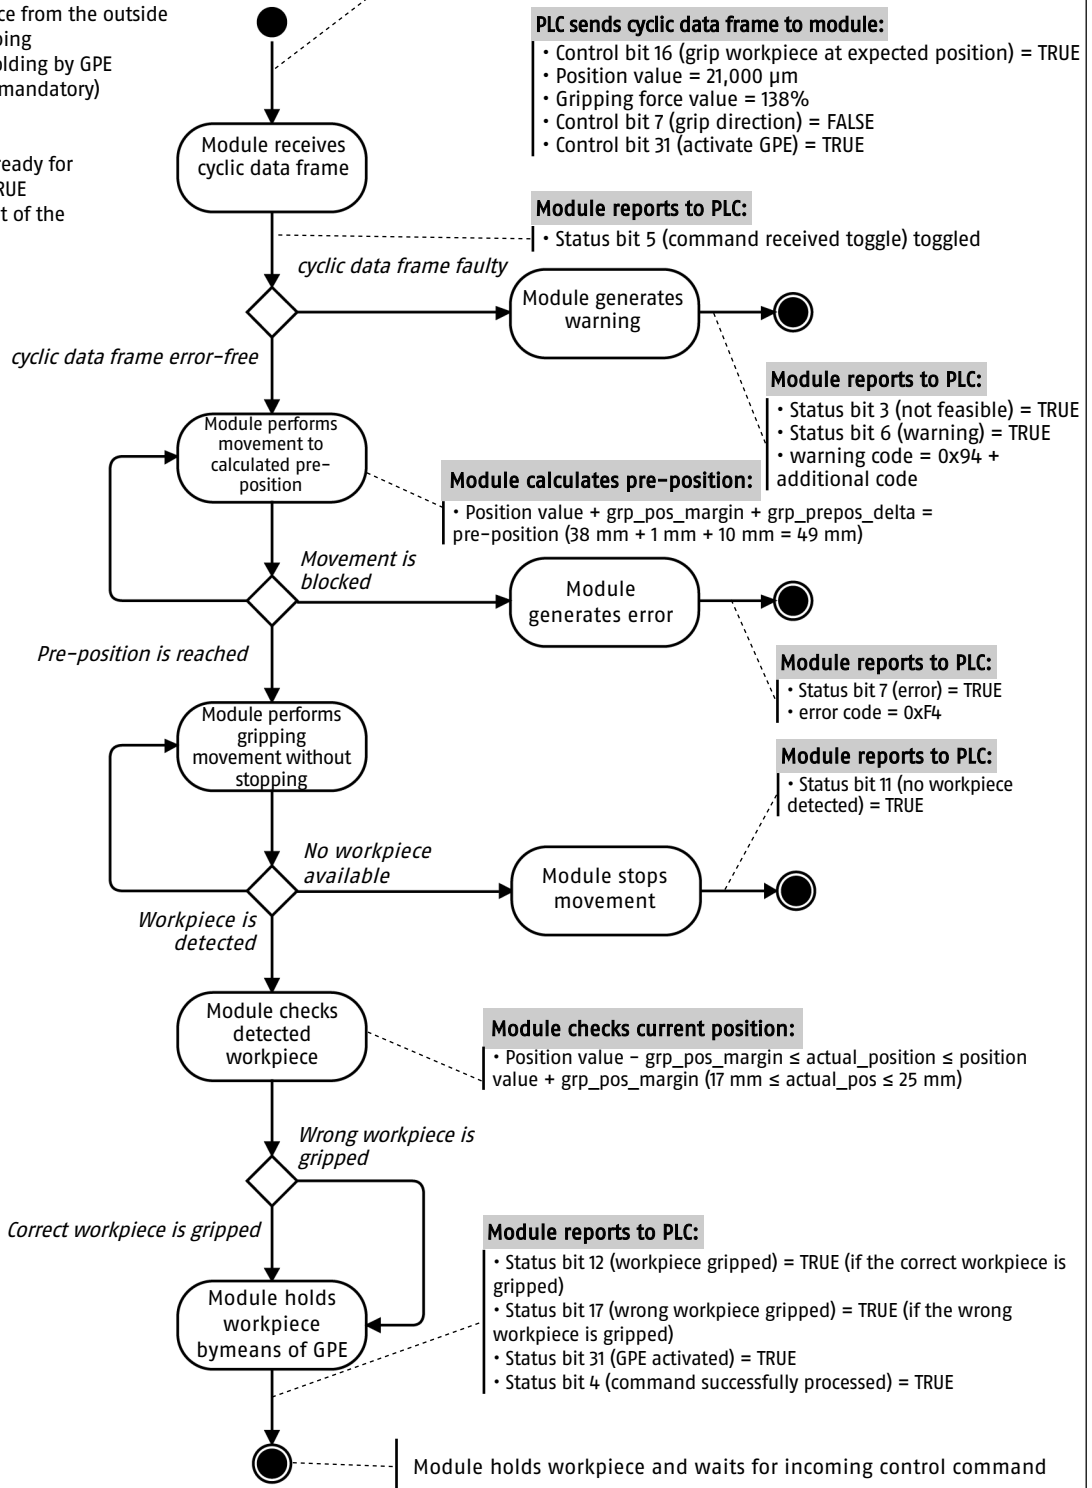 ce from the outside
ping
olding by GPE
mandatory)
ready for
RUE
t of the
PLC sends cyclic data frame to module:
• Control bit 16 (grip workpiece at expected position) = TRUE
• Position value = 21,000 µm
• Gripping force value = 138%
• Control bit 7 (grip direction) = FALSE
• Control bit 31 (activate GPE) = TRUE
Module receives
cyclic data frame
Module reports to PLC:
• Status bit 5 (command received toggle) toggled
cyclic data frame faulty
Module generates
warning
cyclic data frame error-free
Module reports to PLC:
• Status bit 3 (not feasible) = TRUE
• Status bit 6 (warning) = TRUE
• warning code = 0x94 +
additional code
Module performs
movement to
calculated pre-
position
Module calculates pre-position:
• Position value + grp_pos_margin + grp_prepos_delta =
pre-position (38 mm + 1 mm + 10 mm = 49 mm)
Movement is
blocked
Module
generates error
Pre-position is reached
Module reports to PLC:
• Status bit 7 (error) = TRUE
• error code = 0xF4
Module performs
gripping
movement without
stopping
Module reports to PLC:
• Status bit 11 (no workpiece
detected) = TRUE
No workpiece
available
Module stops
movement
Workpiece is
detected
Module checks
detected
workpiece
Module checks current position:
• Position value - grp_pos_margin ≤ actual_position ≤ position
value + grp_pos_margin (17 mm ≤ actual_pos ≤ 25 mm)
Wrong workpiece is
gripped
Correct workpiece is gripped
Module reports to PLC:
• Status bit 12 (workpiece gripped) = TRUE (if the correct workpiece is
gripped)
• Status bit 17 (wrong workpiece gripped) = TRUE (if the wrong
workpiece is gripped)
• Status bit 31 (GPE activated) = TRUE
• Status bit 4 (command successfully processed) = TRUE
Module holds
workpiece
bymeans of GPE
Module holds workpiece and waits for incoming control command